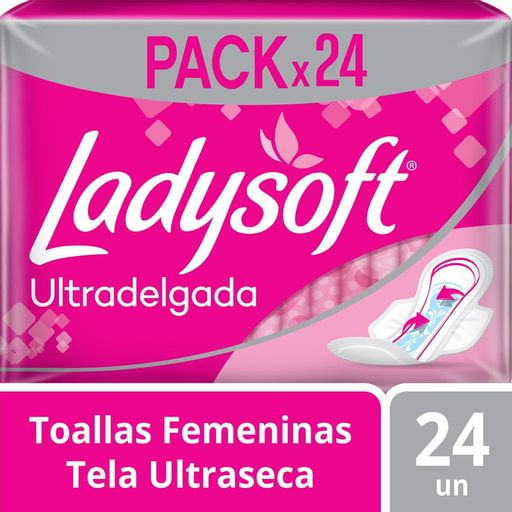 PACK x 24
Ladysoft®
Ultradelgada
Toallas Femeninas
Tela Ultraseca
24
un